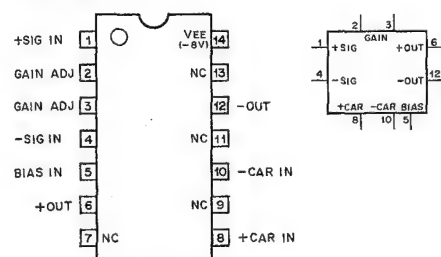 +SIG IN 1
GAIN ADJ 2
GAIN ADJ 3
-SIG IN 4
BIAS IN 5
+OUT 6
7 NC
VEE 14
(-8V)
NC 13
12 -OUT
NC 11
10 -CAR IN
NC 9
8 +CAR IN
2 3
GAIN
1 +SIG +OUT 6
4 -SIG -OUT 12
+CAR -CAR BIAS
8 10 5